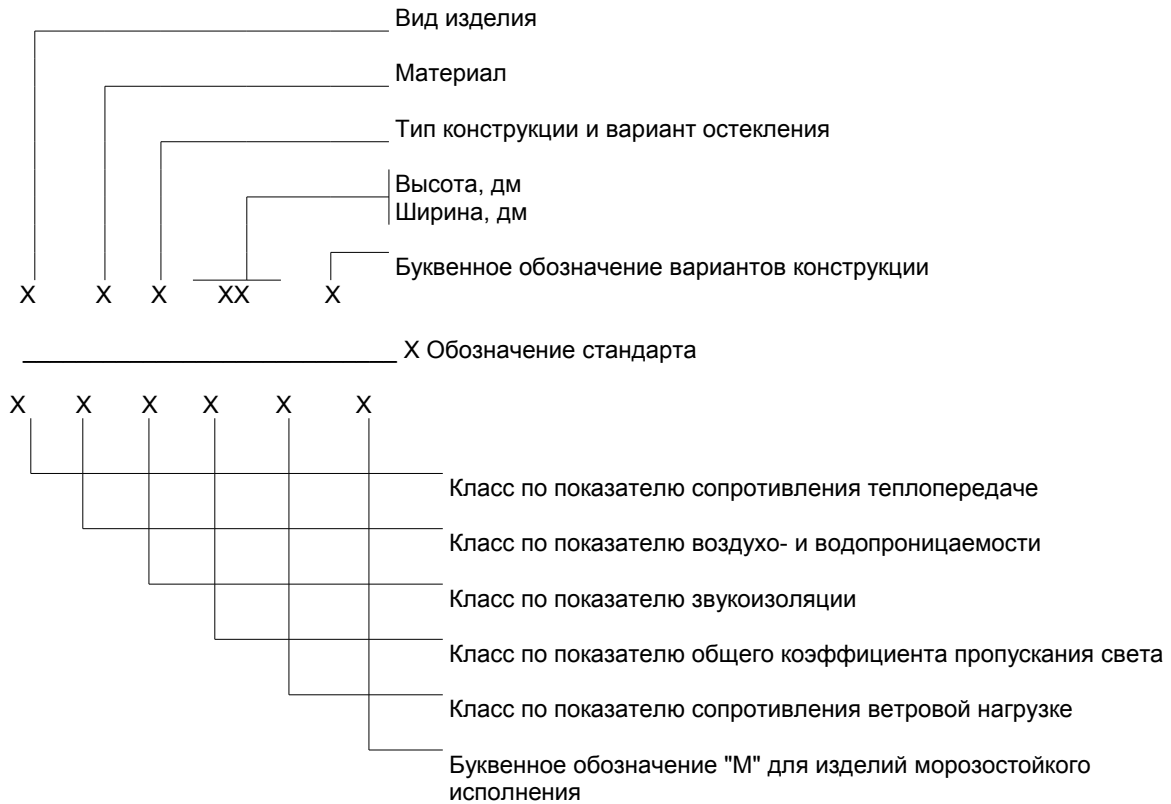 Вид изделия
Материал
Тип конструкции и вариант остекления
Высота, дм
Ширина, дм
Буквенное обозначение вариантов конструкции
Х Х Х ХХ Х
Х Обозначение стандарта
Х Х Х Х Х Х
Класс по показателю сопротивления теплопередаче
Класс по показателю воздухо- и водопроницаемости
Класс по показателю звукоизоляции
Класс по показателю общего коэффициента пропускания света
Класс по показателю сопротивления ветровой нагрузке
Буквенное обозначение "М" для изделий морозостойкого
исполнения